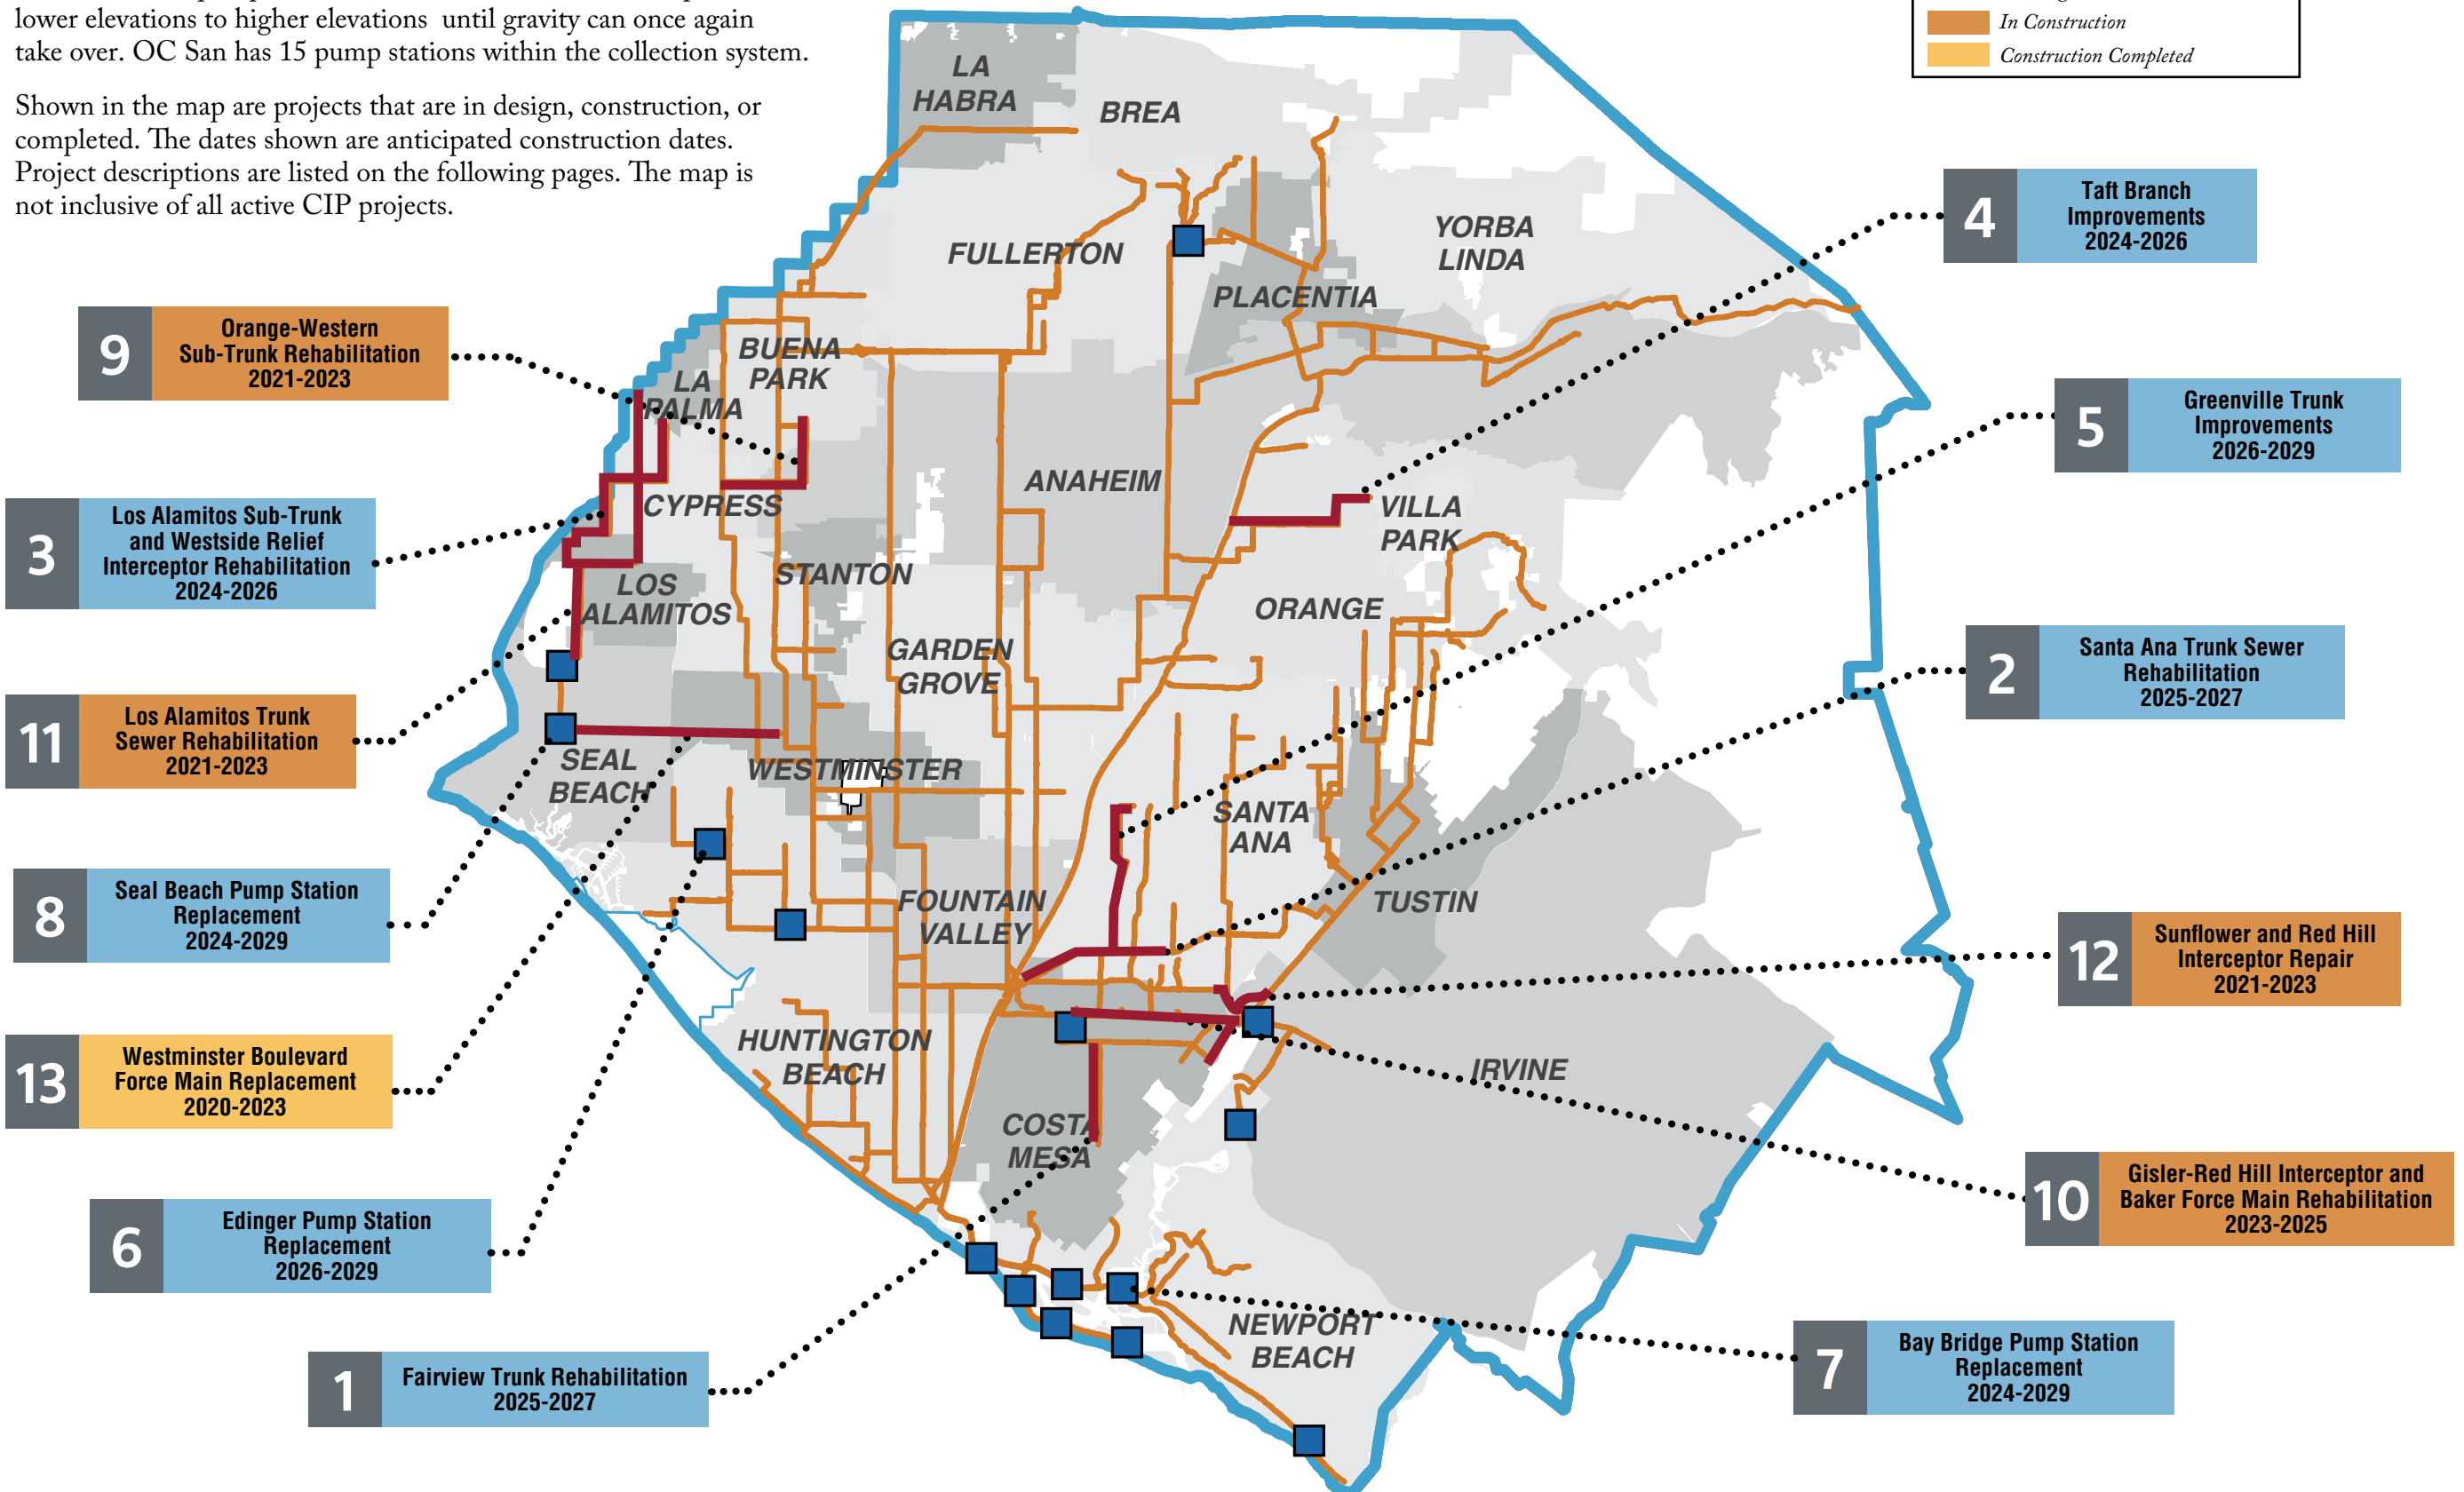 lower elevations to higher elevations until gravity can once again
take over. OC San has 15 pump stations within the collection system.
Shown in the map are projects that are in design, construction, or
completed. The dates shown are anticipated construction dates.
Project descriptions are listed on the following pages. The map is
not inclusive of all active CIP projects.
In Construction
Construction Completed
LA
HABRA
BREA
FULLERTON
YORBA
LINDA
PLACENTIA
BUENA
PARK
LA
PALMA
CYPRESS
ANAHEIM
VILLA
PARK
STANTON
LOS
ALAMITOS
ORANGE
GARDEN
GROVE
SEAL
BEACH
WESTMINSTER
SANTA
ANA
FOUNTAIN
VALLEY
TUSTIN
HUNTINGTON
BEACH
IRVINE
COSTA
MESA
NEWPORT
BEACH
4
Taft Branch
Improvements
2024-2026
9
Orange-Western
Sub-Trunk Rehabilitation
2021-2023
5
Greenville Trunk
Improvements
2026-2029
3
Los Alamitos Sub-Trunk
and Westside Relief
Interceptor Rehabilitation
2024-2026
2
Santa Ana Trunk Sewer
Rehabilitation
2025-2027
11
Los Alamitos Trunk
Sewer Rehabilitation
2021-2023
8
Seal Beach Pump Station
Replacement
2024-2029
12
Sunflower and Red Hill
Interceptor Repair
2021-2023
13
Westminster Boulevard
Force Main Replacement
2020-2023
10
Gisler-Red Hill Interceptor and
Baker Force Main Rehabilitation
2023-2025
6
Edinger Pump Station
Replacement
2026-2029
7
Bay Bridge Pump Station
Replacement
2024-2029
1
Fairview Trunk Rehabilitation
2025-2027